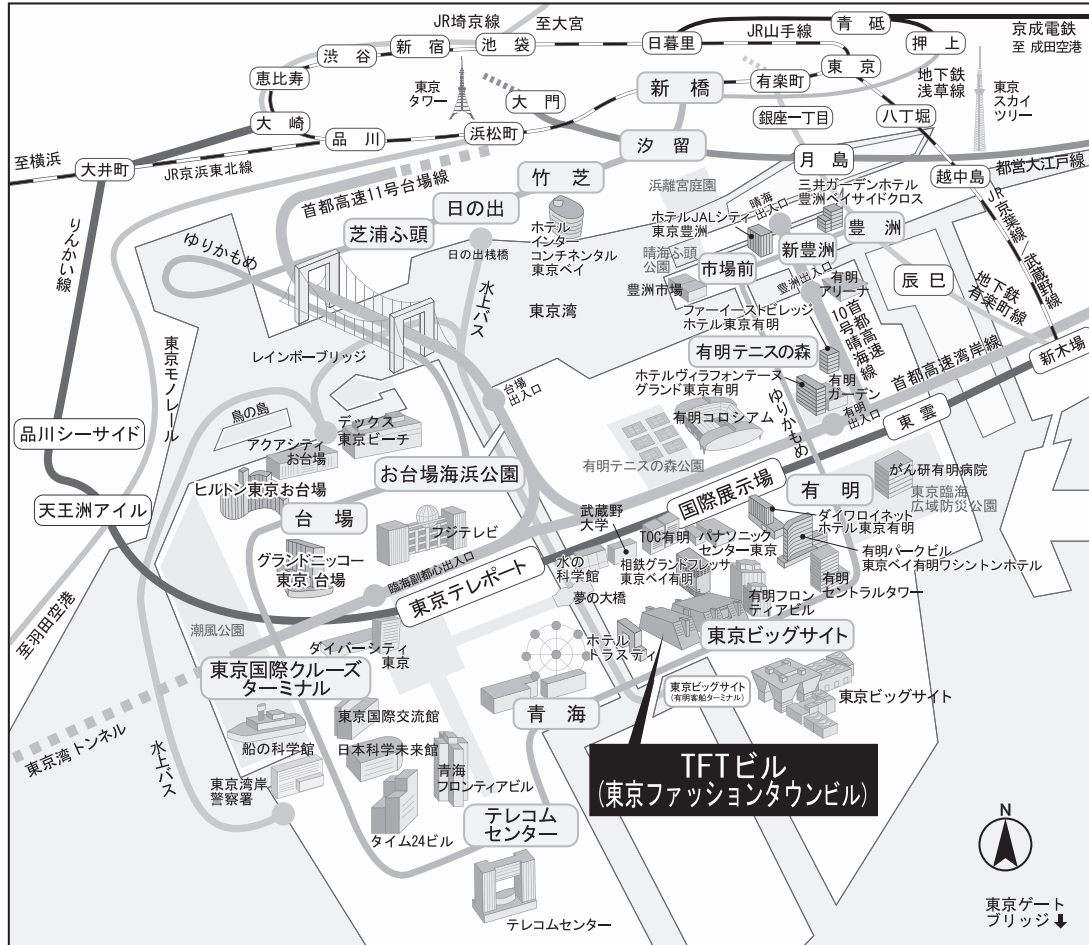 JR埼京線
至大宮
渋谷
新宿
池袋
日暮里
JR山手線
青砥
京成電鉄
至 成田空港
押上
恵比寿
東京
タワー
大門
新橋
有楽町
東京
地下鉄
浅草線
東京
スカイ
ツリー
大崎
品川
浜松町
銀座一丁目
八丁堀
至横浜
大井町
JR京浜東北線
汐留
月島
都営大江戸線
越中島
首都高速11号台場線
竹芝
浜離宮庭園
晴海
出入口
三井ガーデンホテル
豊洲ベイサイドクロス
JR京葉線/武蔵野線
りんかい線
日の出
ホテル
インター
コンチネンタル
東京ベイ
ホテルJALシティ
東京豊洲
豊洲
ゆりかもめ
芝浦ふ頭
日の出桟橋
晴海ふ頭
公園
新豊洲
市場前
豊洲出入口
有明
アリーナ
辰巳
地下鉄
有楽町線
水上バス
東京湾
豊洲市場
ファーイーストビレッジ
ホテル東京有明
首都高速
10号晴海線
東京モノレール
レインボーブリッジ
有明テニスの森
首都高速湾岸線
新木場
台場
出入口
ホテルヴィラフォンテーヌ
グランド東京有明
有明
ガーデン
鳥の島
デックス
東京ビーチ
有明コロシアム
ゆりかもめ
有明
出入口
東雲
品川シーサイド
アクアシティ
お台場
お台場海浜公園
有明テニスの森公園
がん研有明病院
ヒルトン東京お台場
国際展示場
有明
東京臨海
広域防災公園
天王洲アイル
台場
フジテレビ
武蔵野
大学
TOC有明
パナソニック
センター東京
ダイワロイネット
ホテル東京有明
グランドニッコー
東京 台場
臨海副都心出入口
水の
科学館
相鉄グランドフレッサ
東京ベイ有明
有明パークビル
東京ベイ有明ワシントンホテル
東京テレポート
夢の大橋
有明フロン
ティアビル
有明
セントラルタワー
至羽田空港
潮風公園
ダイバーシティ
東京
ホテル
トラスティ
東京ビッグサイト
東京国際クルーズ
ターミナル
東京ビッグサイト
(有明客船ターミナル)
東京ビッグサイト
東京国際交流館
青海
東京湾トンネル
水上バス
船の科学館
日本科学未来館
TFTビル
(東京ファッションタウンビル)
東京湾岸
警察署
青海
フロンティアビル
タイム24ビル
テレコム
センター
N
テレコムセンター
東京ゲート
ブリッジ